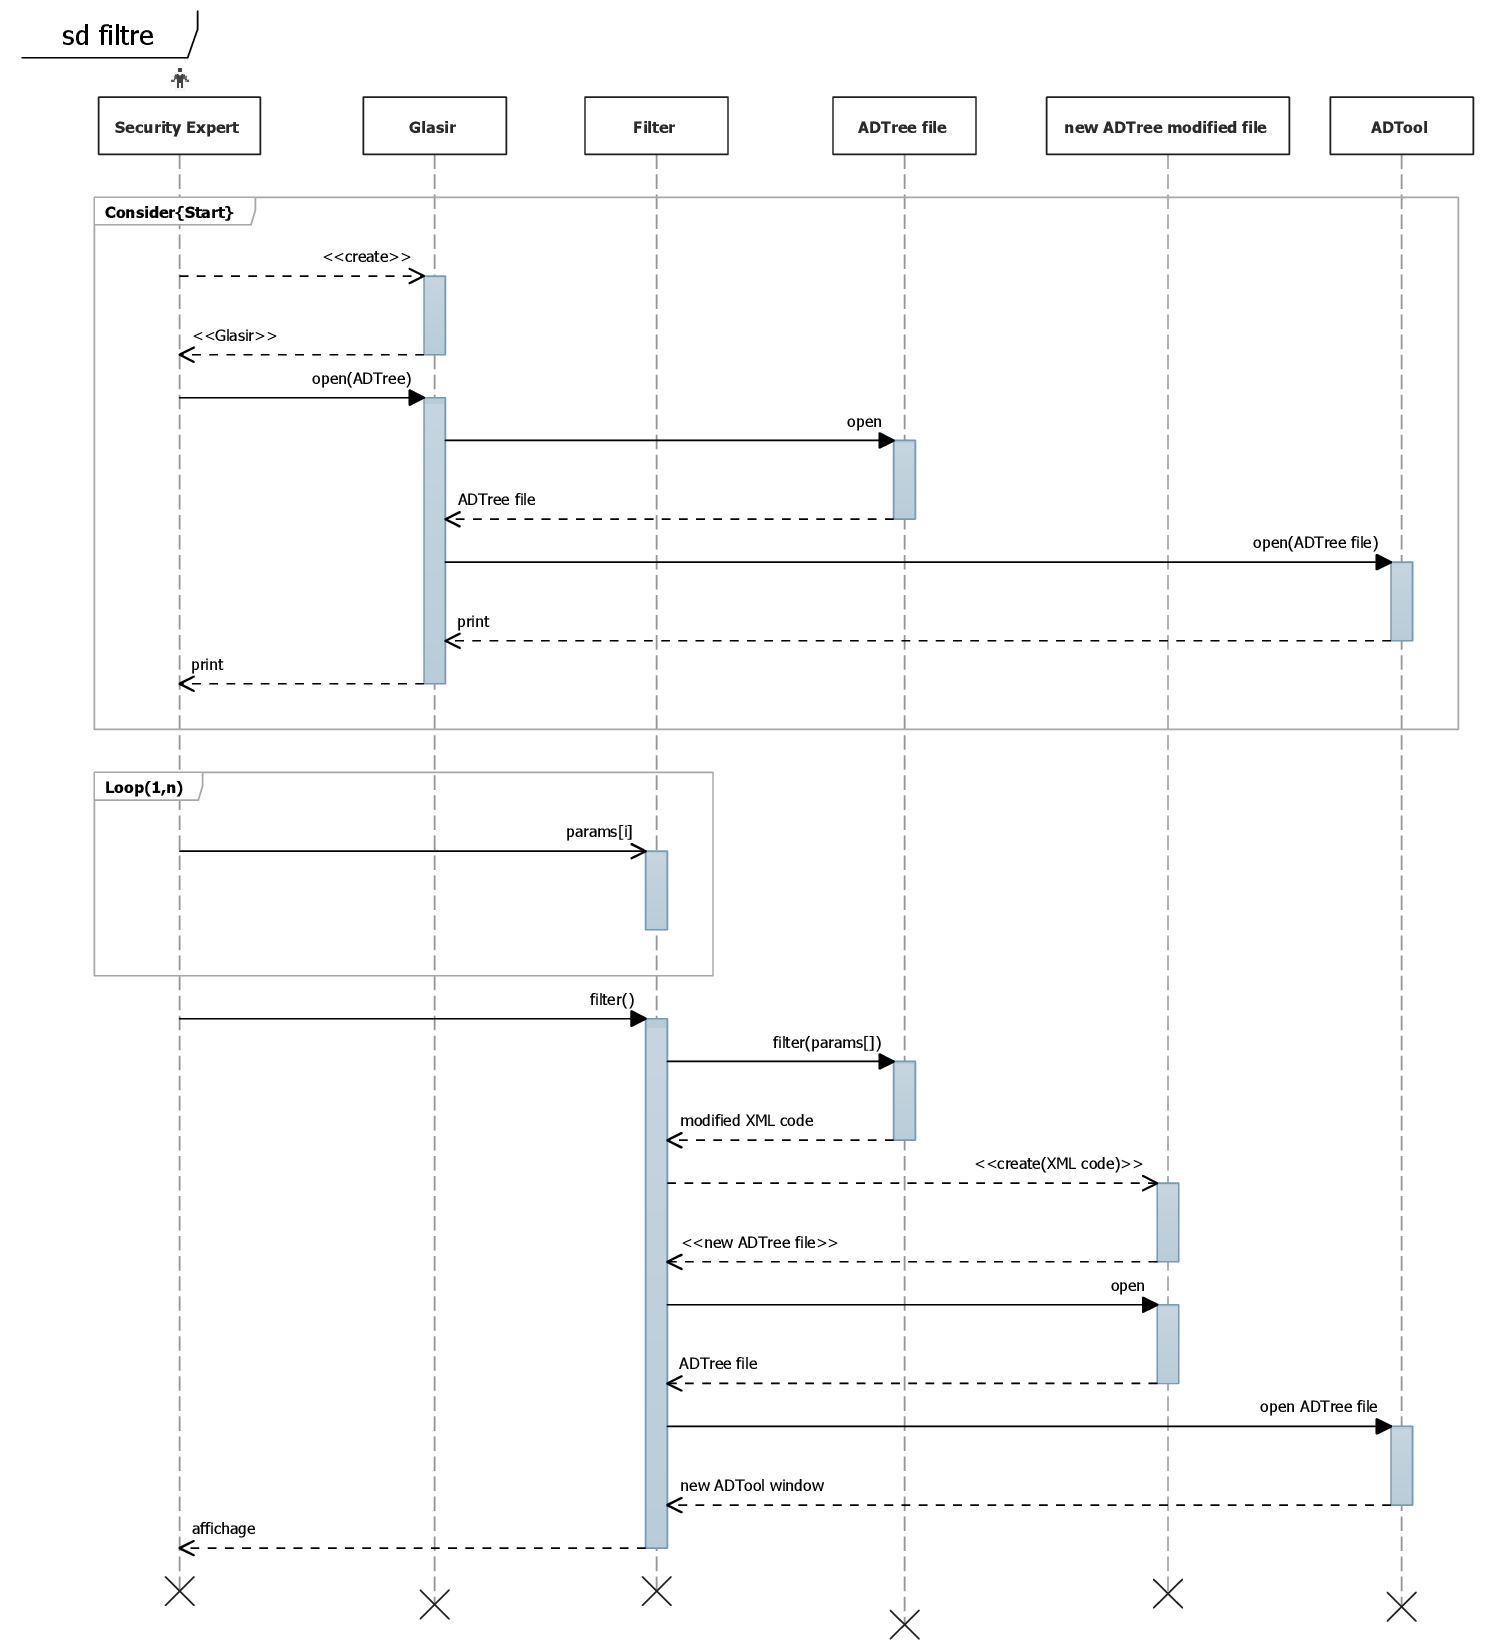 sd filtre
Security Expert
Glasir
Filter
ADTree file
new ADTree modified file
ADTool
Consider{Start}
<<create>>
<<Glasir>>
open(ADTree)
open
ADTree file
open(ADTree file)
print
print
Loop(1,n)
params[i]
filter()
filter(params[])
modified XML code
<<create(XML code)>>
<<new ADTree file>>
open
ADTree file
open ADTree file
new ADTool window
affichage